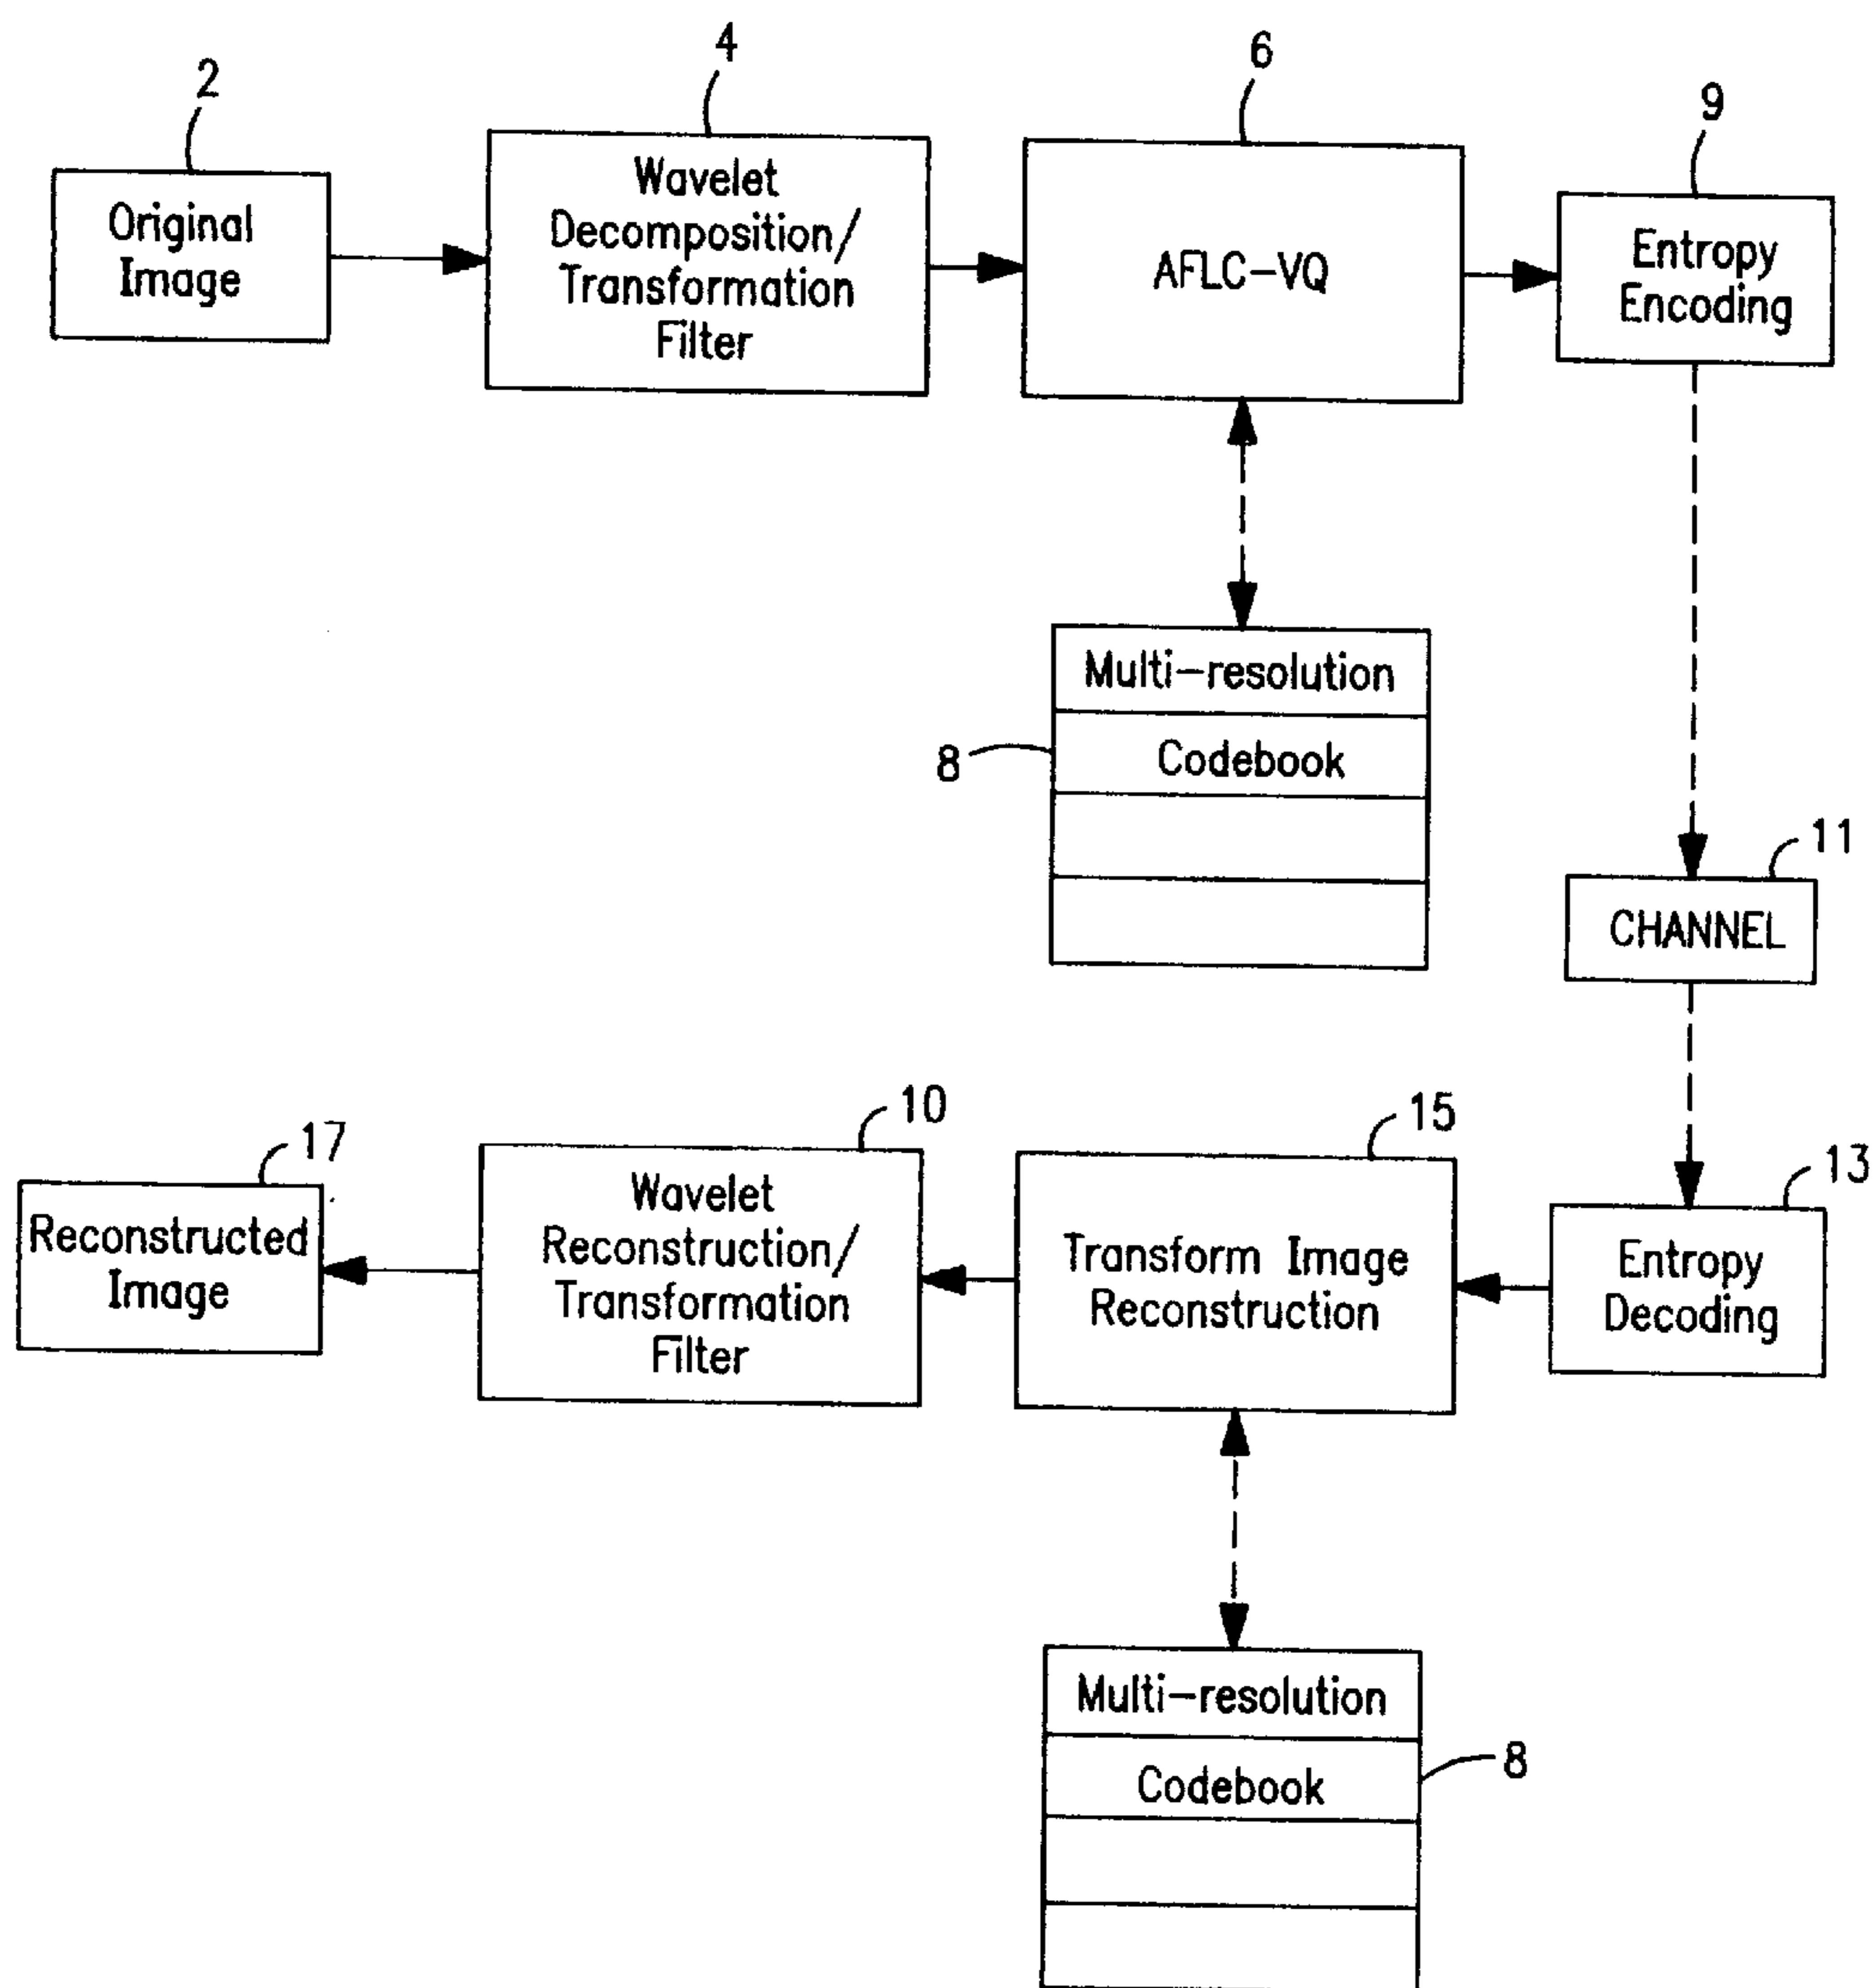 2
4
6
9
Original
Image
Wavelet
Decomposition/
Transformation
Filter
AFLC-VQ
Entropy
Encoding
Multi-resolution
8
Codebook
11
CHANNEL
17
10
15
13
Reconstructed
Image
Wavelet
Reconstruction/
Transformation
Filter
Transform Image
Reconstruction
Entropy
Decoding
Multi-resolution
Codebook
8